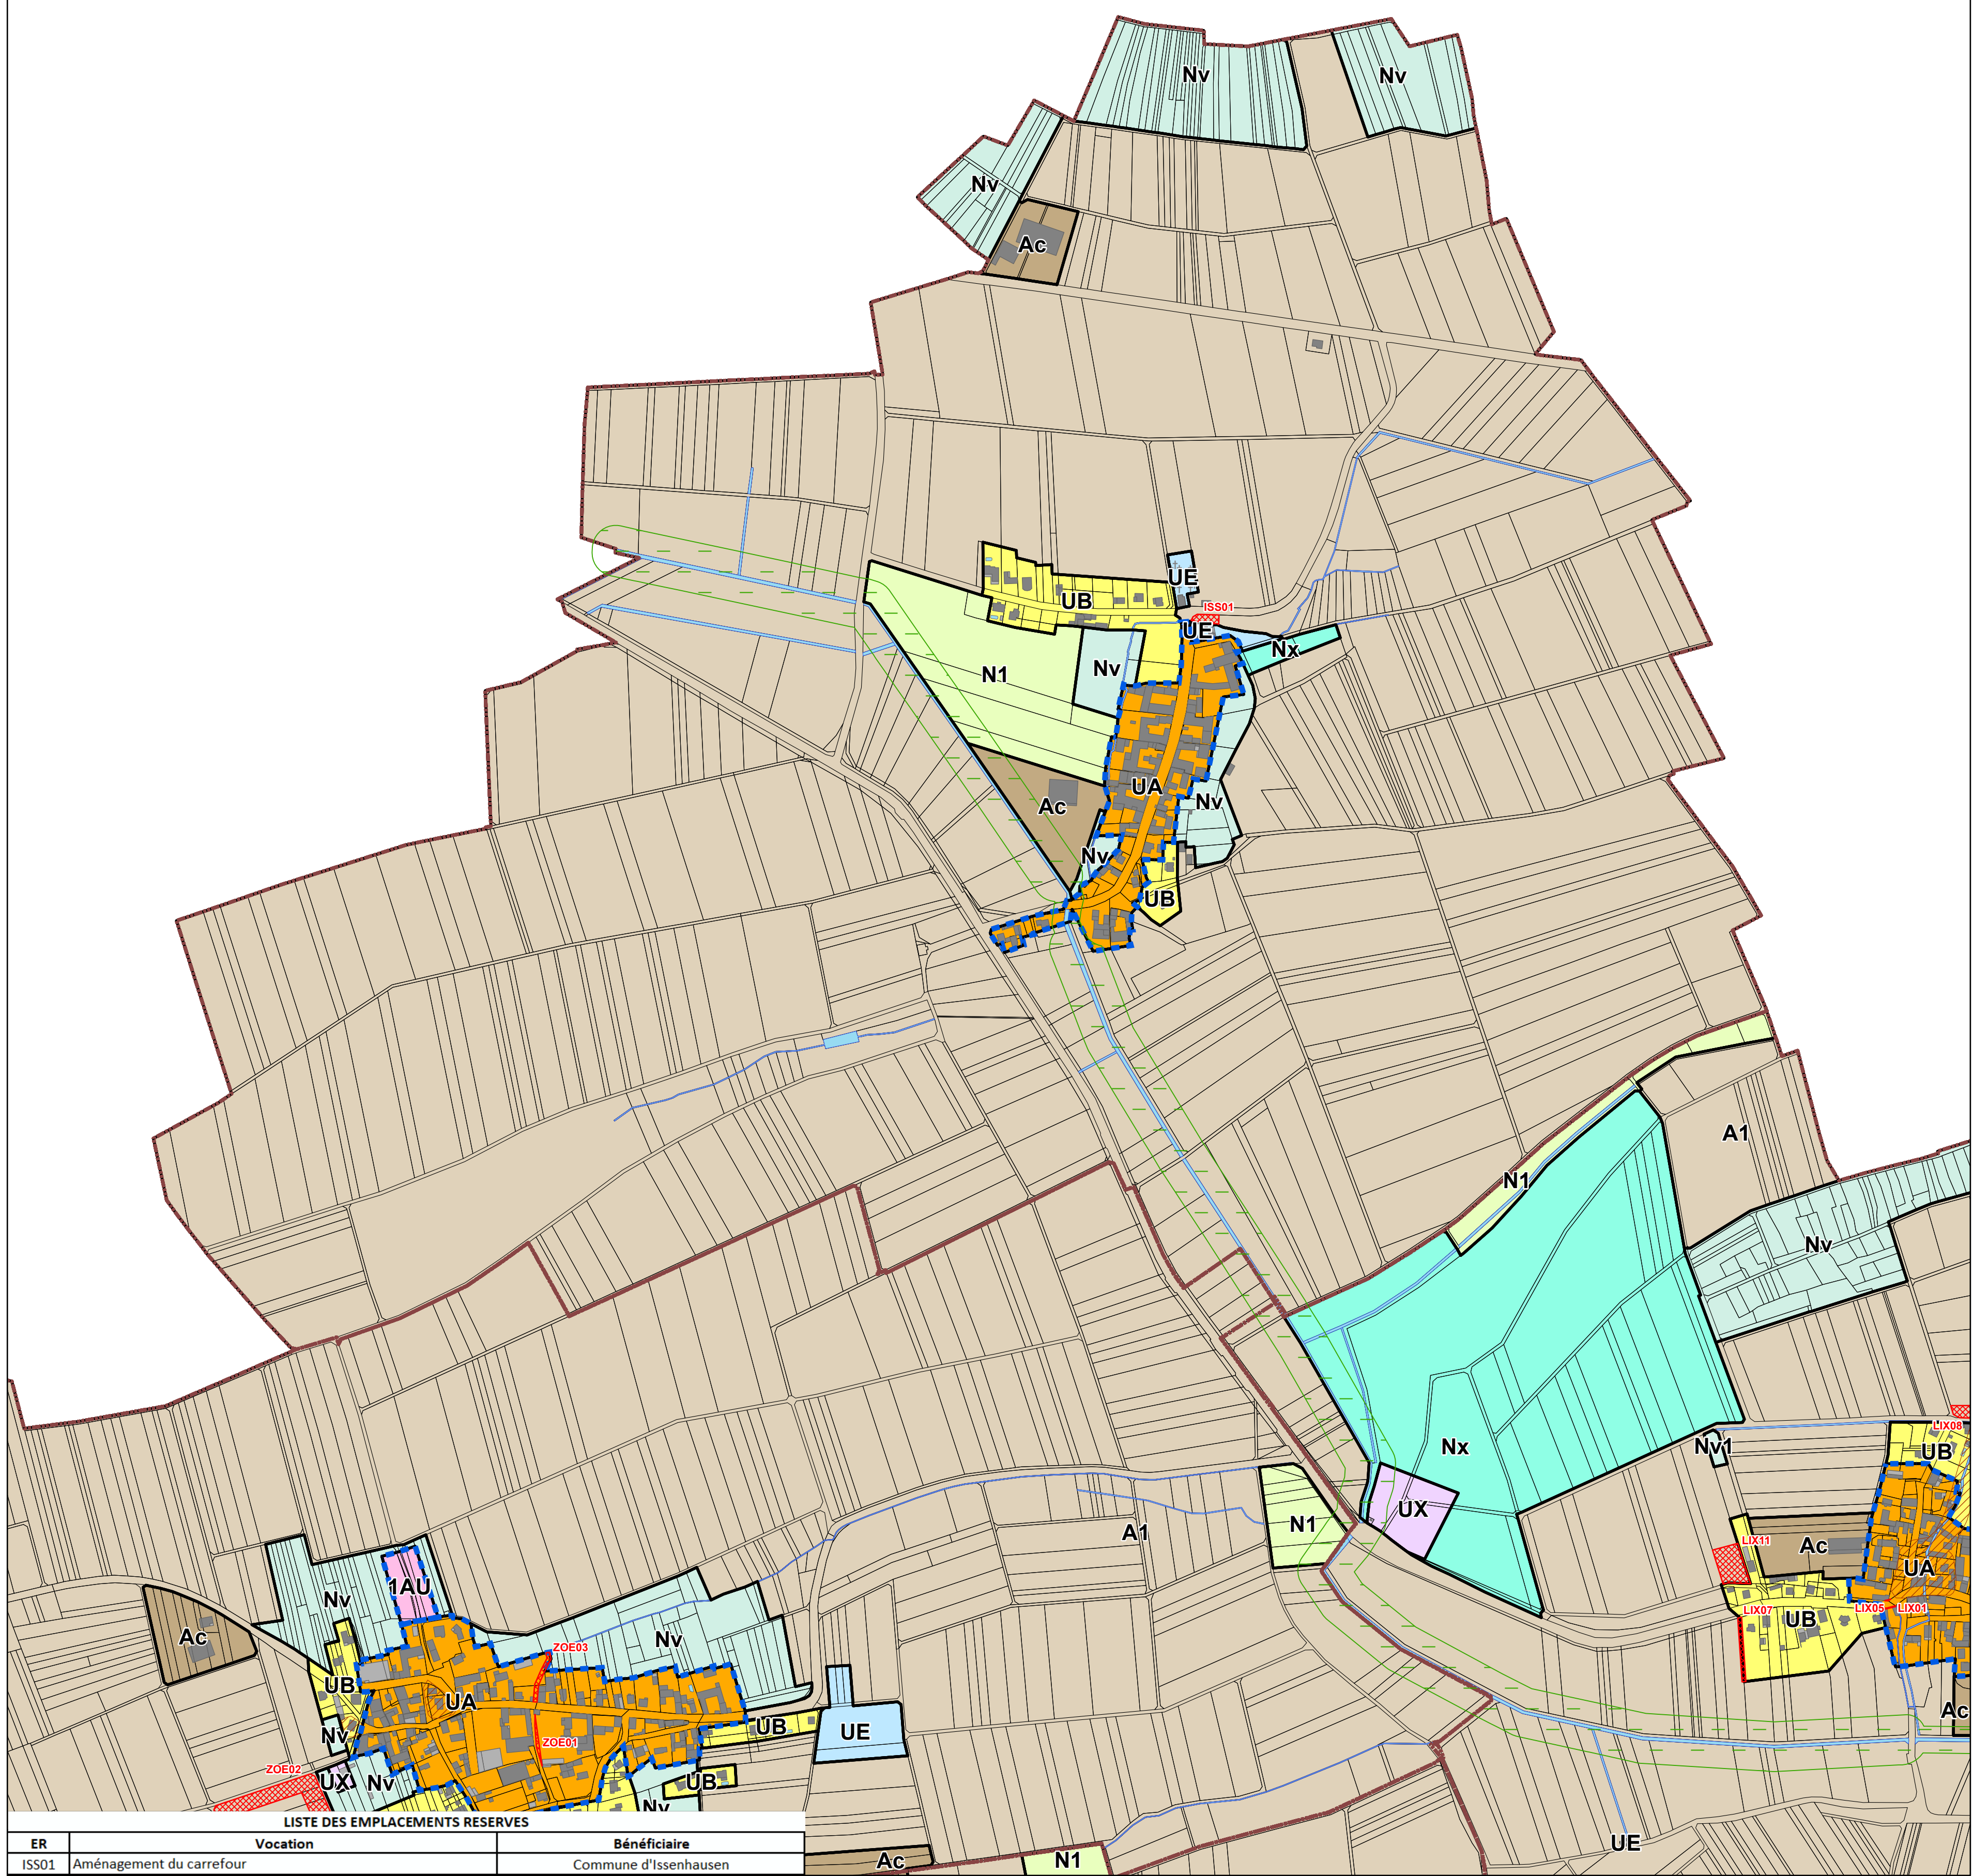 Nv
Nv
Nv
Ac
UE
UB
ISS01
UE
Nx
N1
Nv
UA
Ac
Nv
Nv
UB
A1
N1
Nv
Nx
Nv1
LIX08
UB
UX
N1
A1
LIX11
Ac
UA
1AU
Nv
LIX07
UB
LIX05
LIX01
Ac
ZOE03
Nv
UB
UA
Ac
Nv
ZOE01
UB
UE
ZOE02
UX
Nv
UB
Nv
UE
Ac
N1
LISTE DES EMPLACEMENTS RESERVES
ER Vocation Bénéficiaire
ISS01 Aménagement du carrefour Commune d'Issenhausen